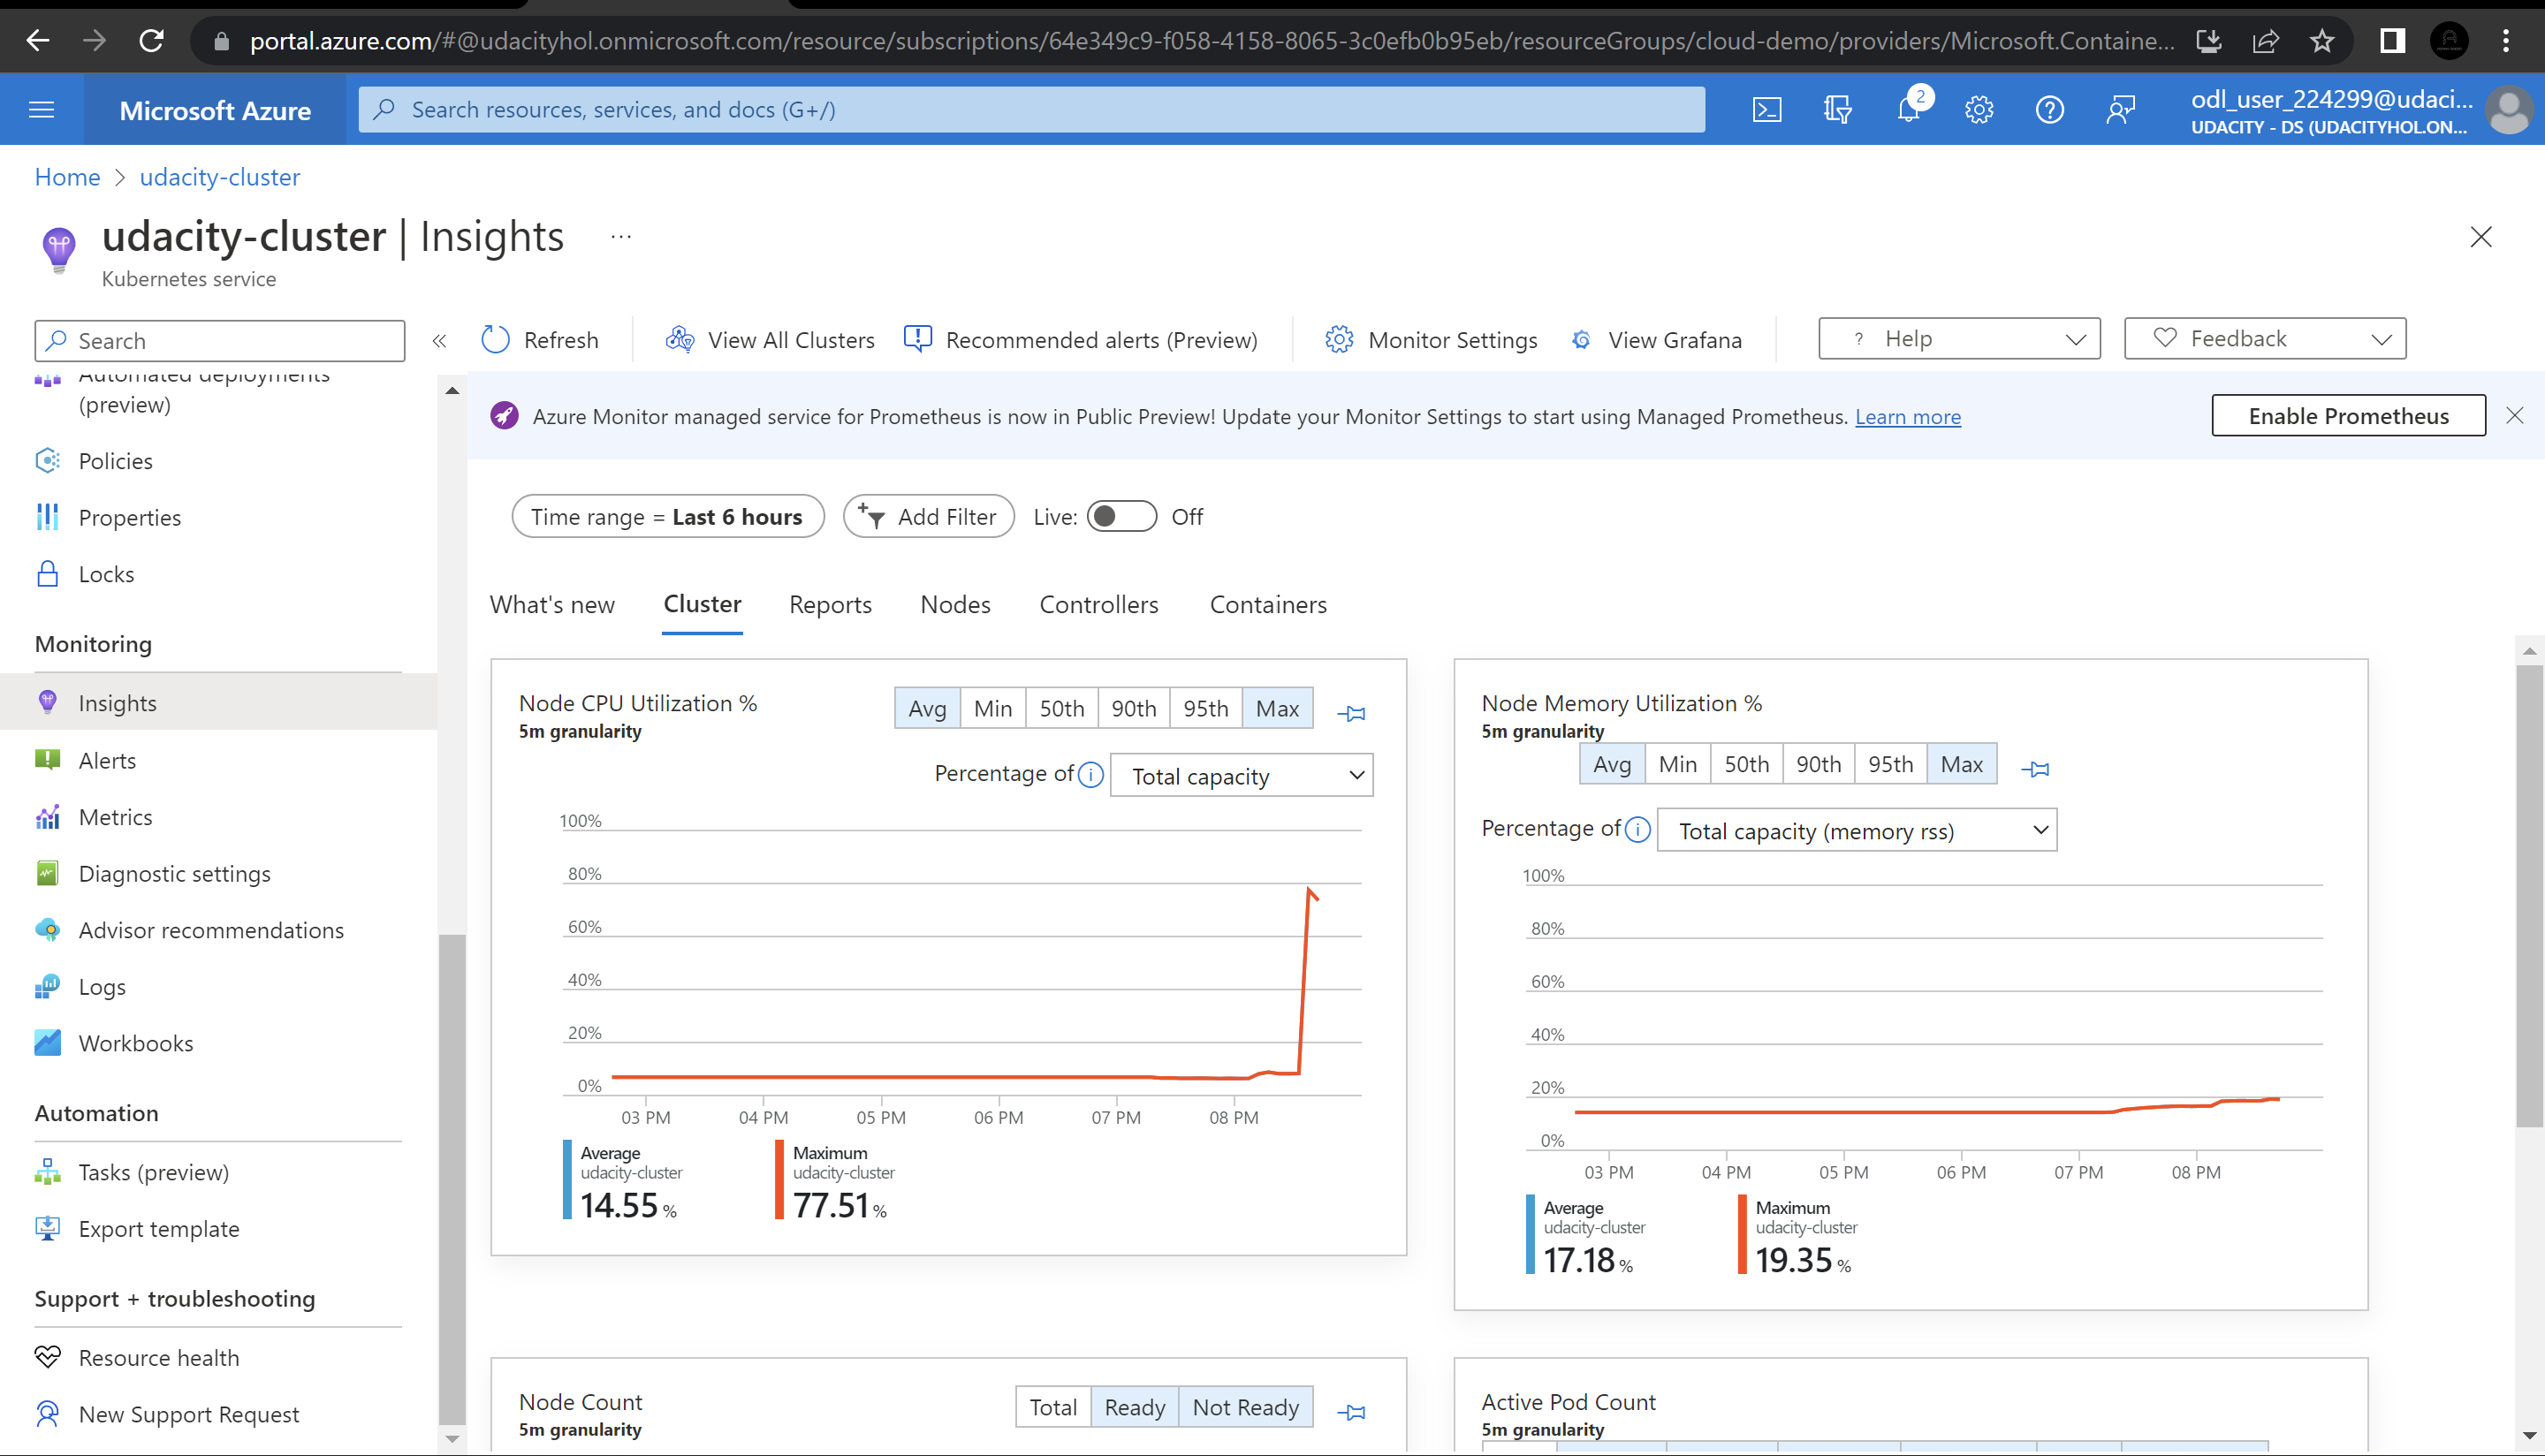 portal.azure.com/#@udacityhol.onmicrosoft.com/resource/subscriptions/64e349c9-f058-4158-8065-3c0efb0b95eb/resourceGroups/cloud-demo/providers/Microsoft.Containe...
Microsoft Azure
Search resources, services, and docs (G+/)
2
odl_user_224299@udaci...
UDACITY - DS (UDACITYHOL.ON...
Home > udacity-cluster
udacity-cluster | Insights ...
Kubernetes service
Search
«
Refresh
View All Clusters
Recommended alerts (Preview)
Monitor Settings
View Grafana
? Help
Feedback
Automated deployments
(preview)
Policies
Properties
Locks
Monitoring
Insights
Alerts
Metrics
Diagnostic settings
Advisor recommendations
Logs
Workbooks
Automation
Tasks (preview)
Export template
Support + troubleshooting
Resource health
New Support Request
Azure Monitor managed service for Prometheus is now in Public Preview! Update your Monitor Settings to start using Managed Prometheus. Learn more
Enable Prometheus
Time range = Last 6 hours
Add Filter
Live:
Off
What's new
Cluster
Reports
Nodes
Controllers
Containers
Node CPU Utilization %
5m granularity
Avg Min 50th 90th 95th Max
Percentage of
Total capacity
100%
80%
60%
40%
20%
0%
03 PM 04 PM 05 PM 06 PM 07 PM 08 PM
Average
udacity-cluster
14.55 %
Maximum
udacity-cluster
77.51 %
Node Memory Utilization %
5m granularity
Avg Min 50th 90th 95th Max
Percentage of
Total capacity (memory rss)
100%
80%
60%
40%
20%
0%
03 PM 04 PM 05 PM 06 PM 07 PM 08 PM
Average
udacity-cluster
17.18 %
Maximum
udacity-cluster
19.35 %
Node Count
5m granularity
Total Ready Not Ready
Active Pod Count
5m granularity